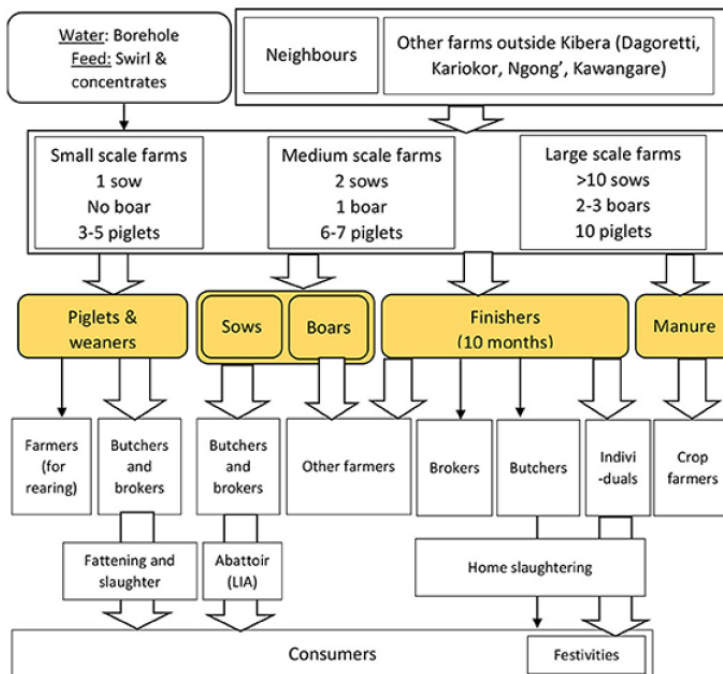 Water: Borehole
Feed: Swirl &
concentrates
Neighbours
Other farms outside Kibera (Dagoretti,
Kariokor, Ngong’, Kawangare)
Small scale farms
1 sow
No boar
3-5 piglets
Medium scale farms
2 sows
1 boar
6-7 piglets
Large scale farms
>10 sows
2-3 boars
10 piglets
Piglets &
weaners
Sows
Boars
Finishers
(10 months)
Manure
Farmers
(for
rearing)
Butchers
and
brokers
Butchers
and
brokers
Other farmers
Brokers
Butchers
Indivi
-duals
Crop
farmers
Fattening and
slaughter
Abattoir
(LIA)
Home slaughtering
Consumers
Festivities